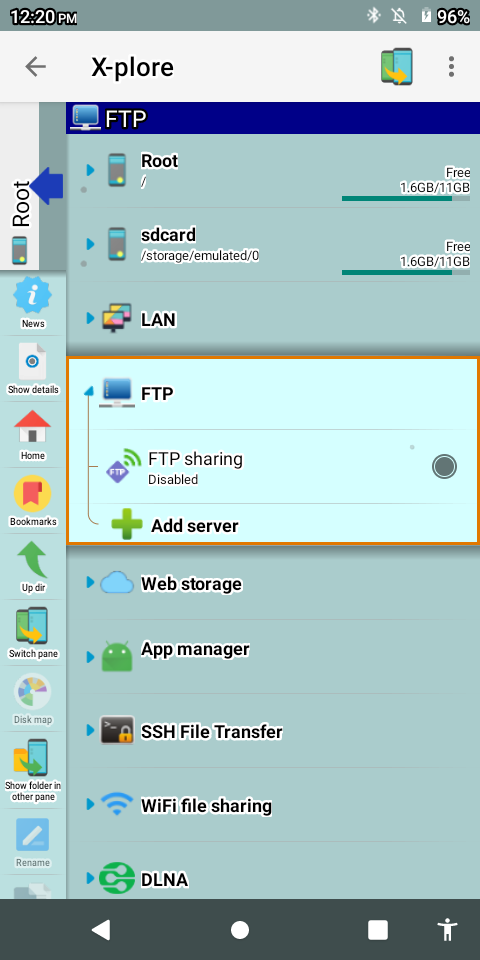 12:20 PM
96%
X-plore
FTP
Root
Root
/
Free
1.6GB/11GB
sdcard
/storage/emulated/0
Free
1.6GB/11GB
LAN
FTP
FTP sharing
Disabled
FTP
Add server
Web storage
App manager
SSH File Transfer
WiFi file sharing
DLNA
News
Show details
Home
Bookmarks
Up dir
Switch pane
Disk map
Show folder in
other pane
Rename